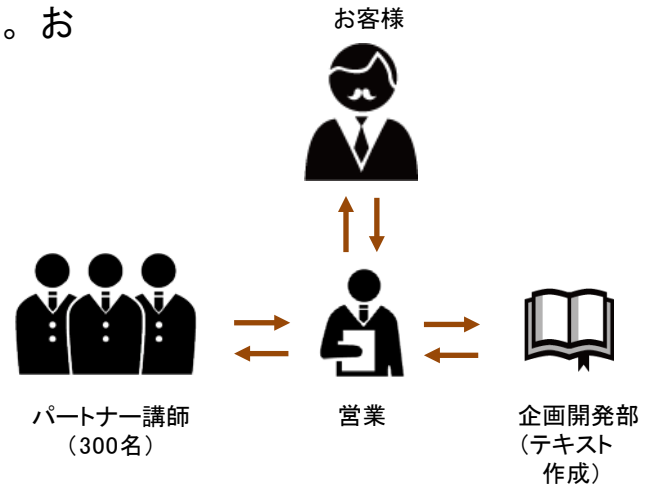 。お
お客様
パートナー講師
（300名）
営業
企画開発部
（テキスト
作成）